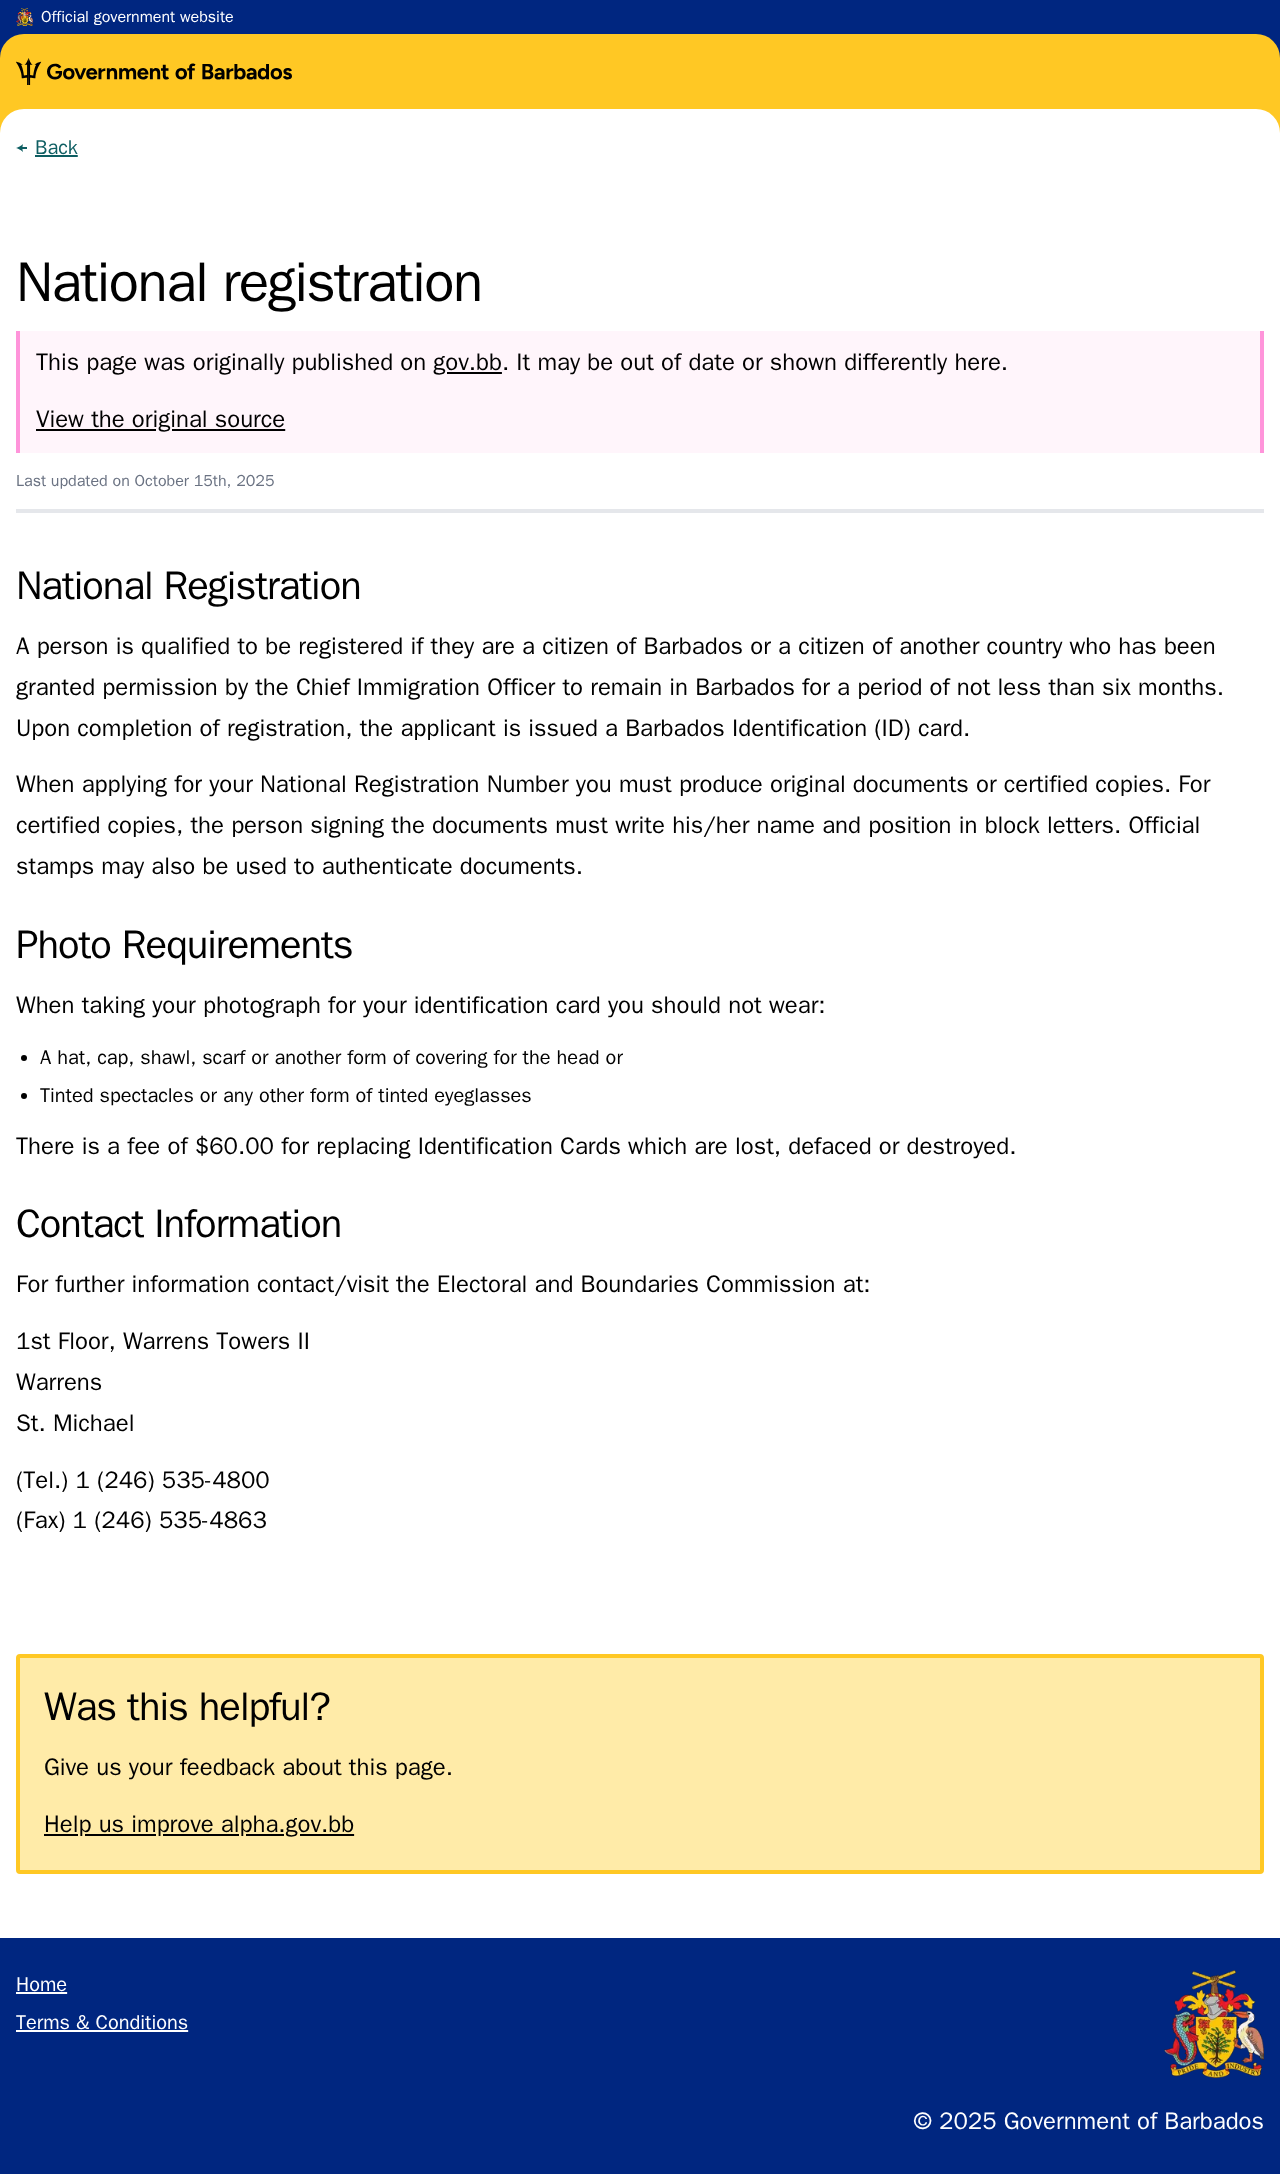 Official government website
Government of Barbados
← Back
National registration
This page was originally published on gov.bb. It may be out of date or shown differently here.
View the original source
Last updated on October 15th, 2025
National Registration
A person is qualified to be registered if they are a citizen of Barbados or a citizen of another country who has been
granted permission by the Chief Immigration Officer to remain in Barbados for a period of not less than six months.
Upon completion of registration, the applicant is issued a Barbados Identification (ID) card.
When applying for your National Registration Number you must produce original documents or certified copies. For
certified copies, the person signing the documents must write his/her name and position in block letters. Official
stamps may also be used to authenticate documents.
Photo Requirements
When taking your photograph for your identification card you should not wear:
• A hat, cap, shawl, scarf or another form of covering for the head or
• Tinted spectacles or any other form of tinted eyeglasses
There is a fee of $60.00 for replacing Identification Cards which are lost, defaced or destroyed.
Contact Information
For further information contact/visit the Electoral and Boundaries Commission at:
1st Floor, Warrens Towers II
Warrens
St. Michael
(Tel.) 1 (246) 535-4800
(Fax) 1 (246) 535-4863
Was this helpful?
Give us your feedback about this page.
Help us improve alpha.gov.bb
Home
Terms & Conditions
PRIDE AND INDUSTRY
© 2025 Government of Barbados